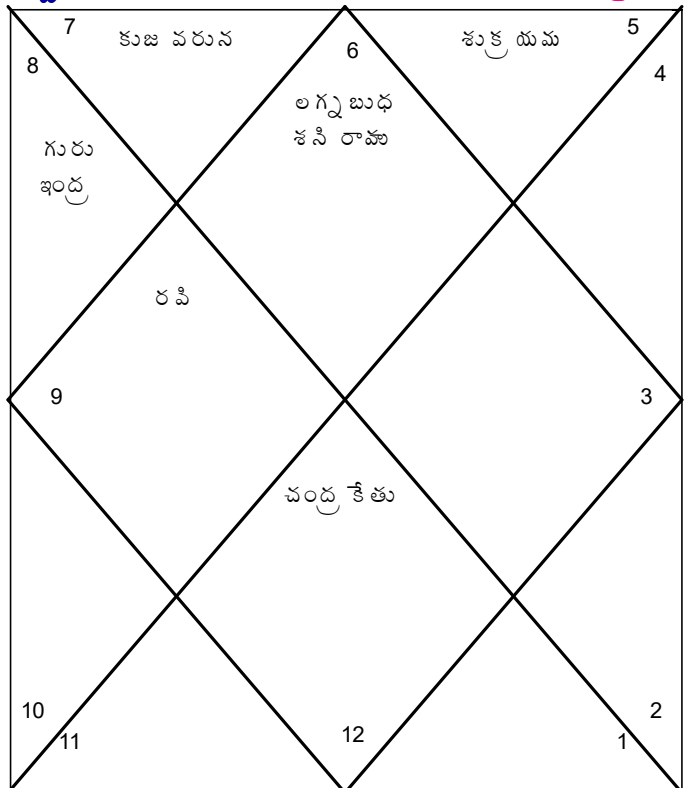 7
కుజ వరున
6
శుక్ర యమ
5
8
4
లగ్న బుధ
శని రాహు
గురు
ఇంద్ర
రవి
9
3
చంద్ర కేతు
10
2
11
12
1